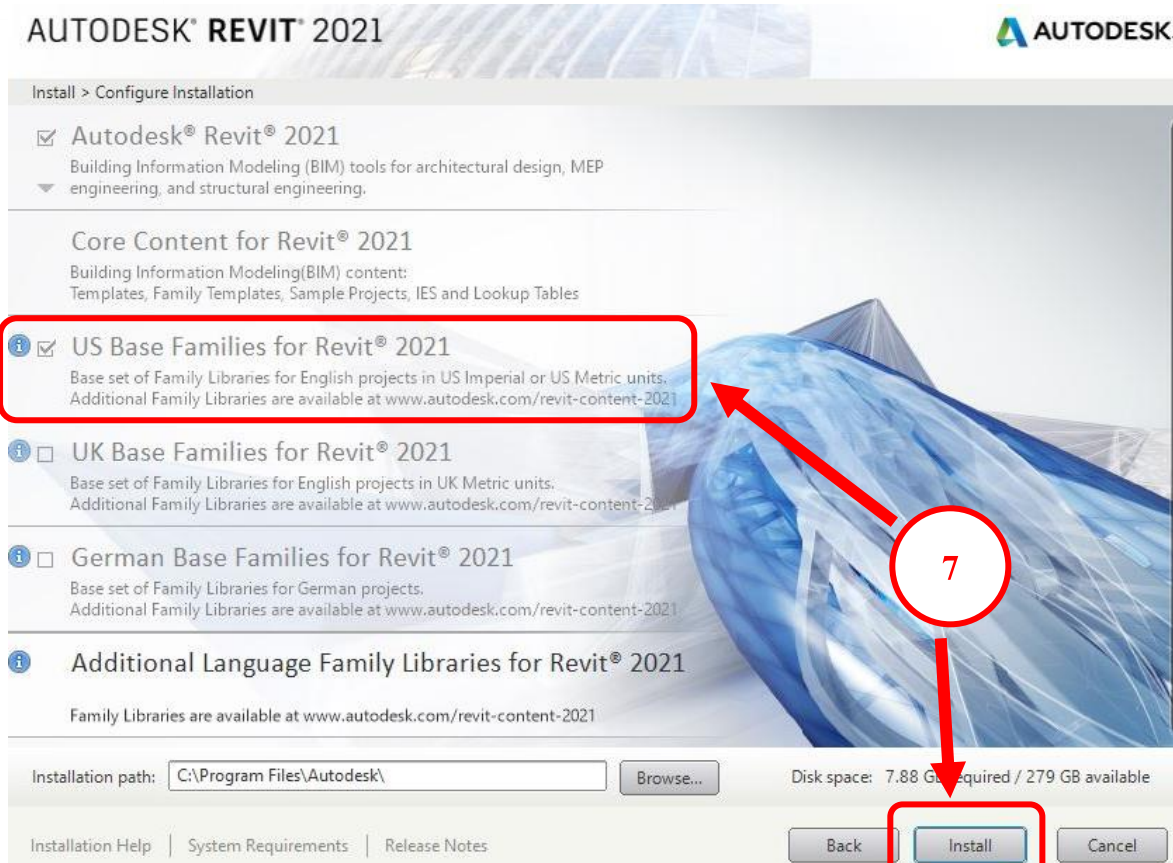 AUTODESK® REVIT® 2021
AUTODESK.
Install > Configure Installation
Autodesk® Revit® 2021
Building Information Modeling (BIM) tools for architectural design, MEP
engineering, and structural engineering.
Core Content for Revit® 2021
Building Information Modeling(BIM) content:
Templates, Family Templates, Sample Projects, IES and Lookup Tables
US Base Families for Revit® 2021
Base set of Family Libraries for English projects in US Imperial or US Metric units.
Additional Family Libraries are available at www.autodesk.com/revit-content-2021
UK Base Families for Revit® 2021
Base set of Family Libraries for English projects in UK Metric units.
Additional Family Libraries are available at www.autodesk.com/revit-content-2021
German Base Families for Revit® 2021
Base set of Family Libraries for German projects.
Additional Family Libraries are available at www.autodesk.com/revit-content-2021
7
Additional Language Family Libraries for Revit® 2021
Family Libraries are available at www.autodesk.com/revit-content-2021
Installation path: C:\Program Files\Autodesk\ Browse... Disk space: 7.88 GB required / 279 GB available
Installation Help | System Requirements | Release Notes Back Install Cancel